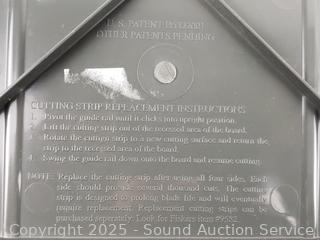 U. S. PATENT
OTHER PATENTS PENDING
CUTTING STRIP REPLACEMENT INSTRUCTIONS
1. Pivot the guide rail until it clicks into upright position.
2. Lift the cutting strip out of the recessed area of the board.
3. Rotate the cutting strip to a new cutting surface and return the
strip to the recessed area of the board.
4. Swing the guide rail down onto the board and resume cutting.
NOTE: Replace the cutting strip after using all four sides. Each
side should provide several thousand cuts. The cutting
strip is designed to prolong blade life and will eventually
require replacement. Replacement cutting strips can be
purchased seperately. Look for Fiskars item #9532.
Copyright 2025 - Sound Auction Service